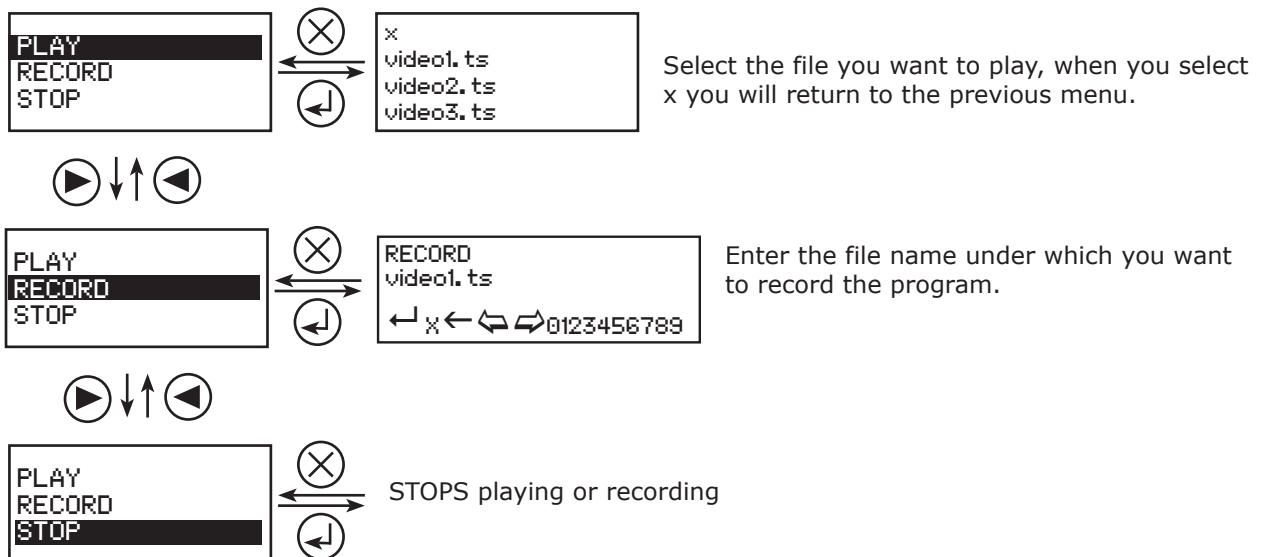 PLAY
RECORD
STOP
x
video1.ts
video2.ts
video3.ts
Select the file you want to play, when you select
x you will return to the previous menu.
PLAY
RECORD
STOP
RECORD
video1.ts
↵ x ← ⇦ ⇨ 0123456789
Enter the file name under which you want
to record the program.
PLAY
RECORD
STOP
STOPS playing or recording